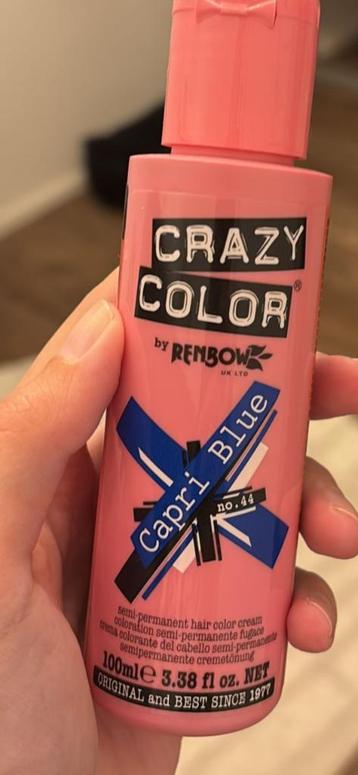 CRAZY
COLOR®
by RENBOW
UK LTD
Capri Blue
no.44
semi-permanent hair color cream
coloration semi-permanente fugace
crema colorante del cabello semi-permanente
semipermanente cremetönung
100ml e 3.38 fl oz. NET
ORIGINAL and BEST SINCE 1977